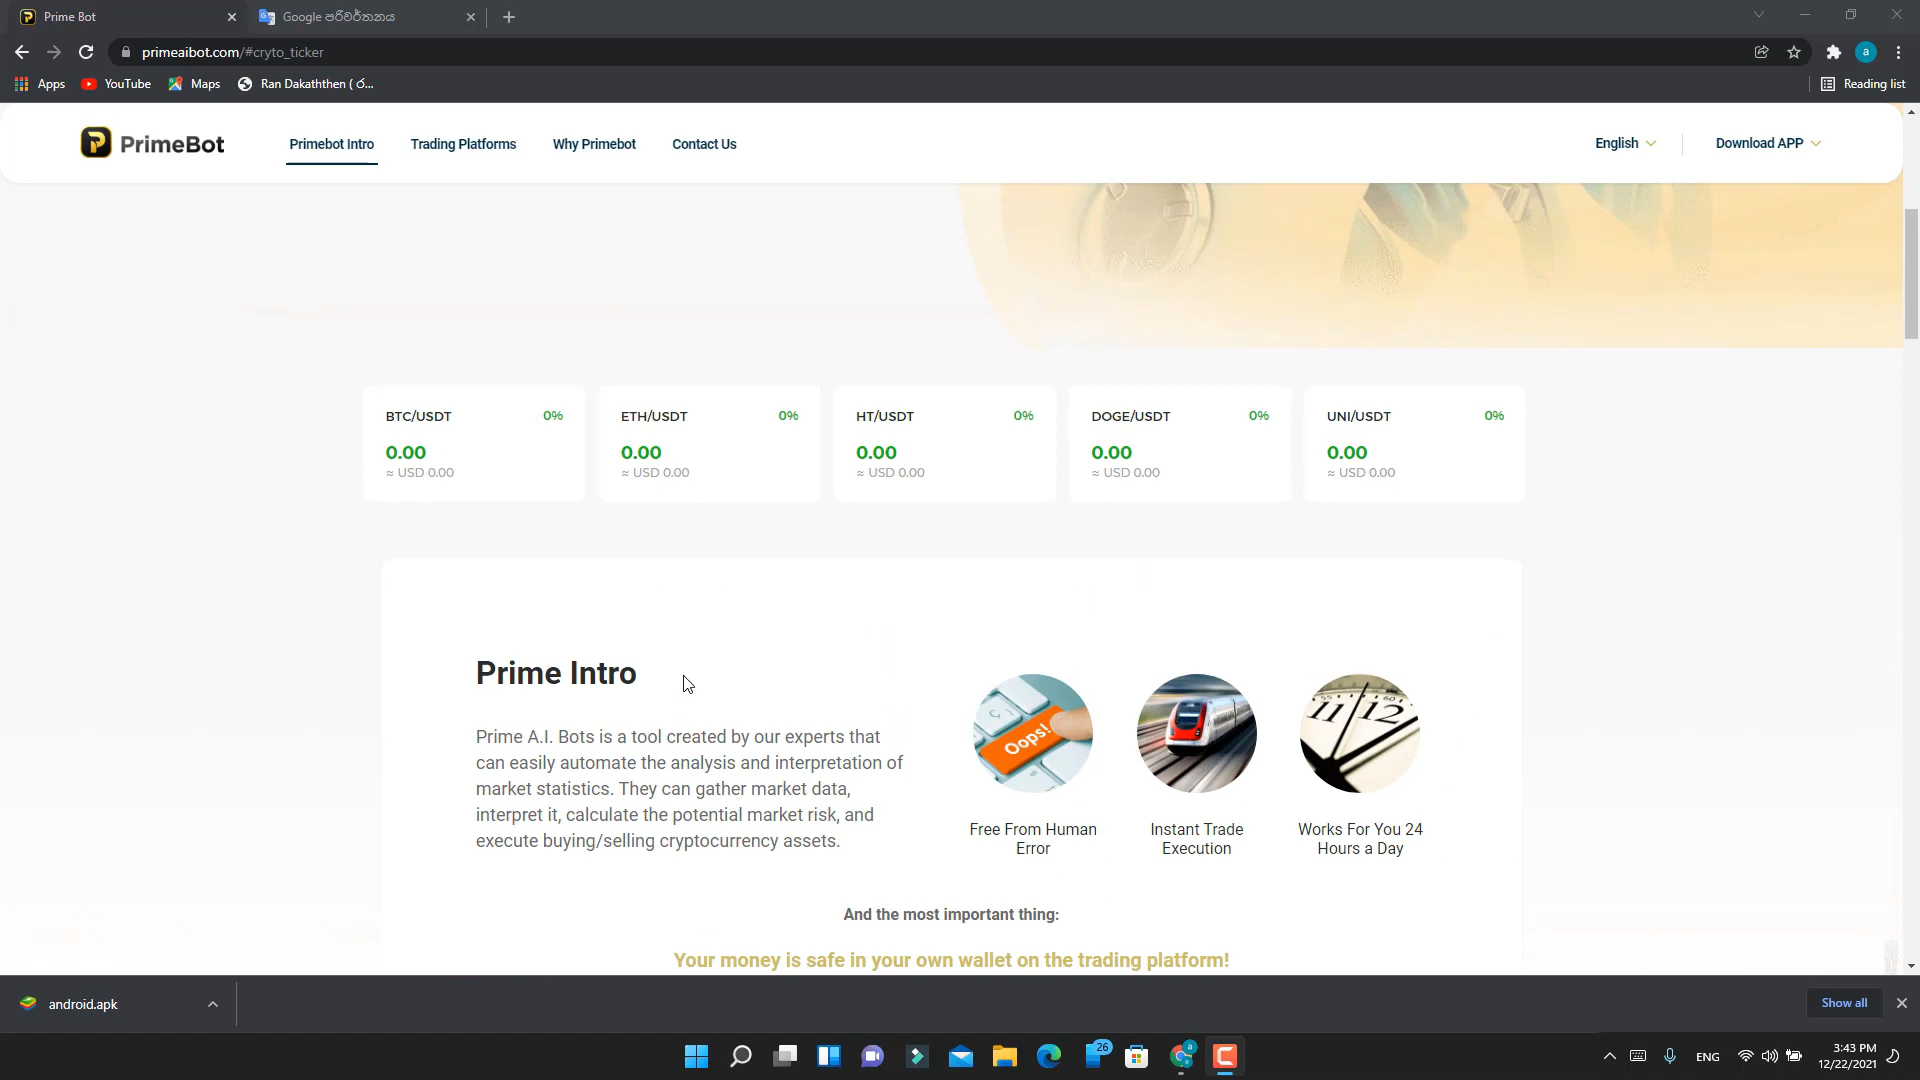 Prime Bot
Google පරිවර්තනය
primeaibot.com/#cryto_ticker
a
Apps
YouTube
Maps
Ran Dakaththen ( ර...
Reading list
PrimeBot
Primebot Intro
Trading Platforms
Why Primebot
Contact Us
English
Download APP
BTC/USDT 0%
0.00
≈ USD 0.00
ETH/USDT 0%
0.00
≈ USD 0.00
HT/USDT 0%
0.00
≈ USD 0.00
DOGE/USDT 0%
0.00
≈ USD 0.00
UNI/USDT 0%
0.00
≈ USD 0.00
Prime Intro
Prime A.I. Bots is a tool created by our experts that
can easily automate the analysis and interpretation of
market statistics. They can gather market data,
interpret it, calculate the potential market risk, and
execute buying/selling cryptocurrency assets.
Oops!
11 12
Free From Human
Error
Instant Trade
Execution
Works For You 24
Hours a Day
And the most important thing:
Your money is safe in your own wallet on the trading platform!
android.apk
Show all
26
a
ENG
3:43 PM
12/22/2021